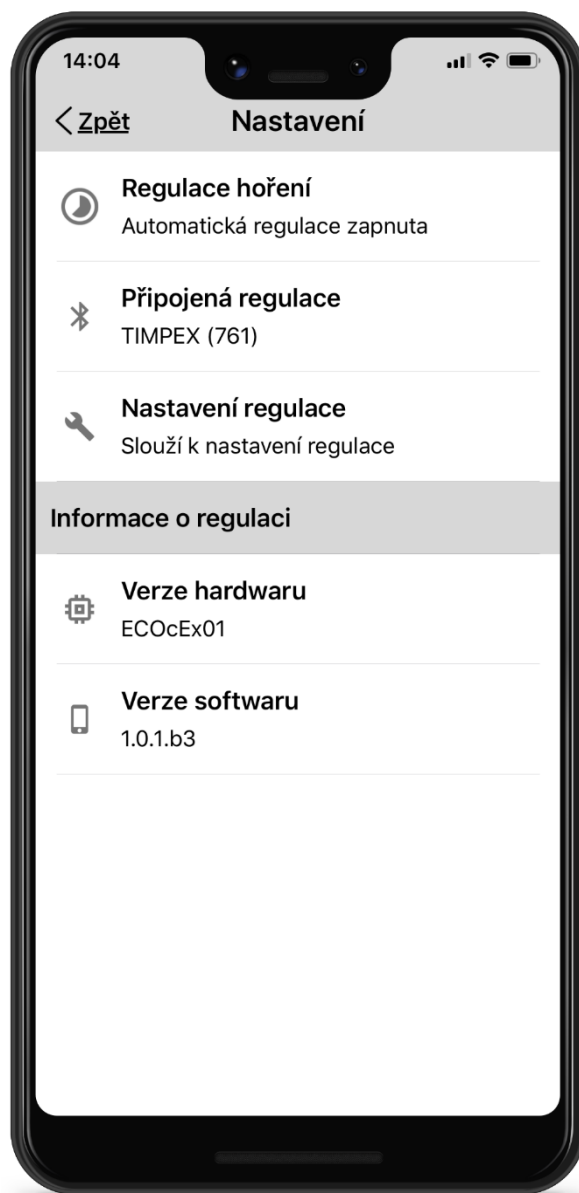 14:04
Zpět
Nastavení
Regulace hoření
Automatická regulace zapnuta
Připojená regulace
TIMPEX (761)
Nastavení regulace
Slouží k nastavení regulace
Informace o regulaci
Verze hardwaru
ECOcEx01
Verze softwaru
1.0.1.b3